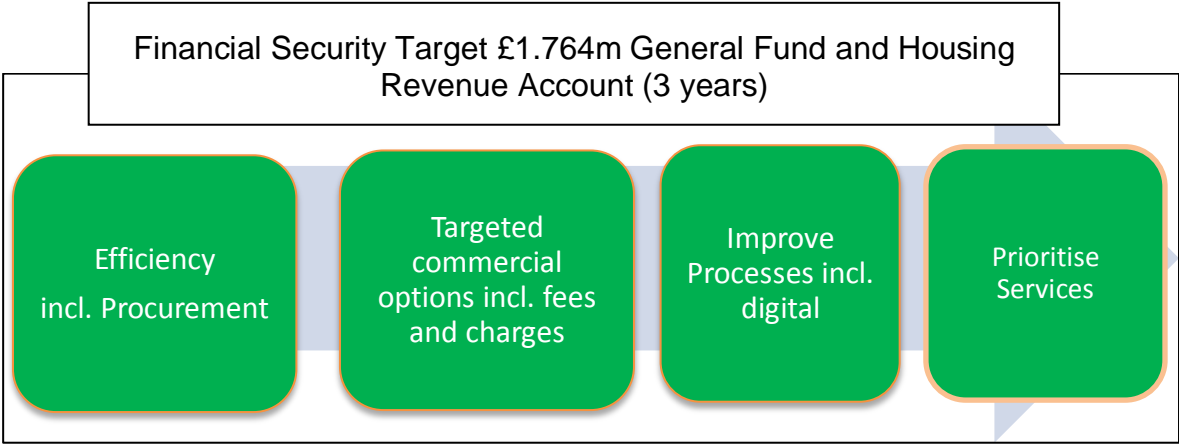 Financial Security Target £1.764m General Fund and Housing
Revenue Account (3 years)
Efficiency
incl. Procurement
Targeted
commercial
options incl. fees
and charges
Improve
Processes incl.
digital
Prioritise
Services